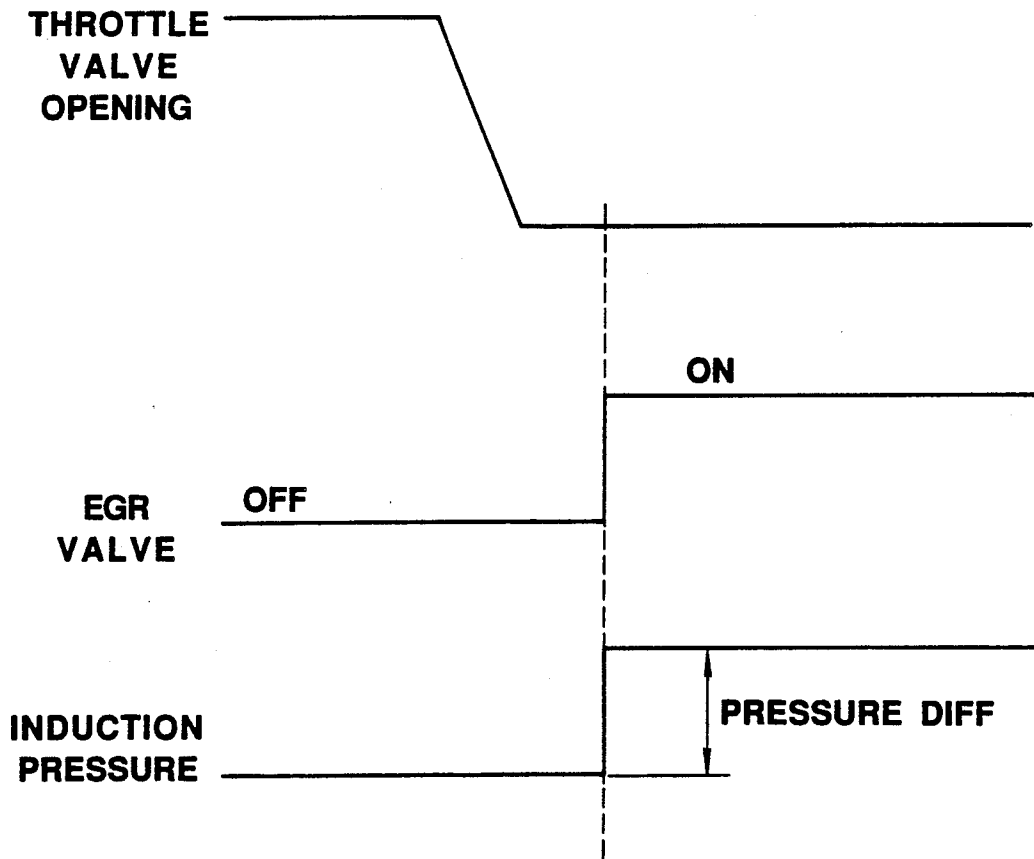 THROTTLE
VALVE
OPENING
ON
OFF
EGR
VALVE
PRESSURE DIFF
INDUCTION
PRESSURE